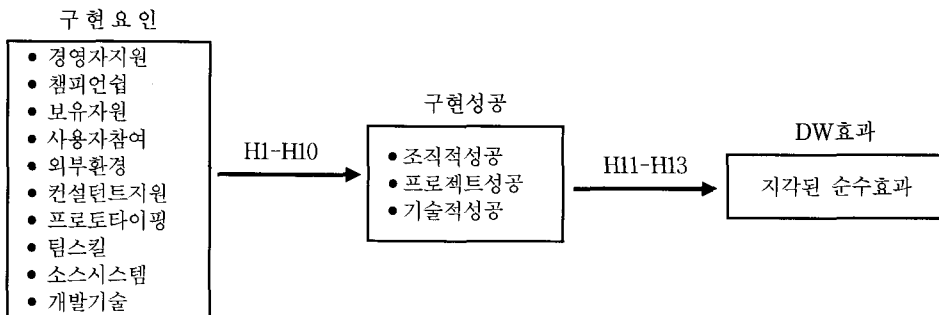 구현요인
• 경영자지원
• 챔피언쉽
• 보유자원
• 사용자참여
• 외부환경
• 컨설턴트지원
• 프로토타이핑
• 팀스킬
• 소스시스템
• 개발기술
H1-H10
구현성공
• 조직적성공
• 프로젝트성공
• 기술적성공
H11-H13
DW효과
지각된 순수효과